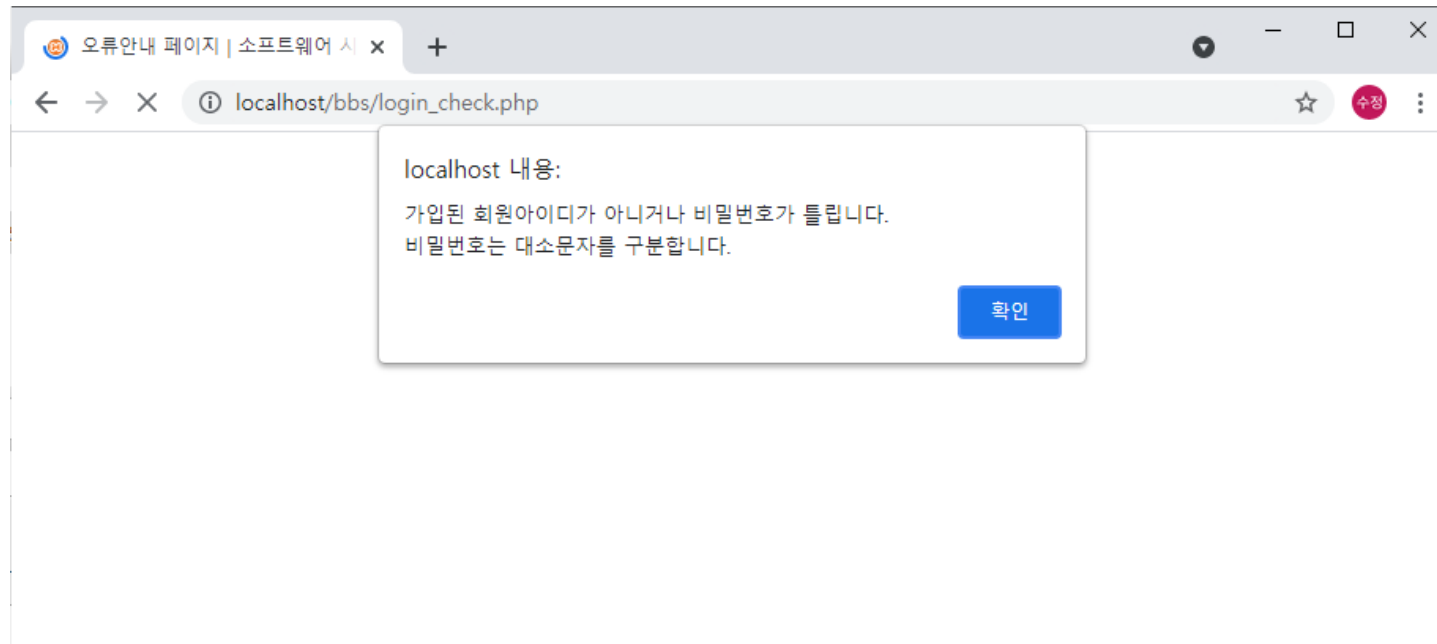 오류안내 페이지 | 소프트웨어 시
localhost/bbs/login_check.php
수정
localhost 내용:
가입된 회원아이디가 아니거나 비밀번호가 틀립니다.
비밀번호는 대소문자를 구분합니다.
확인